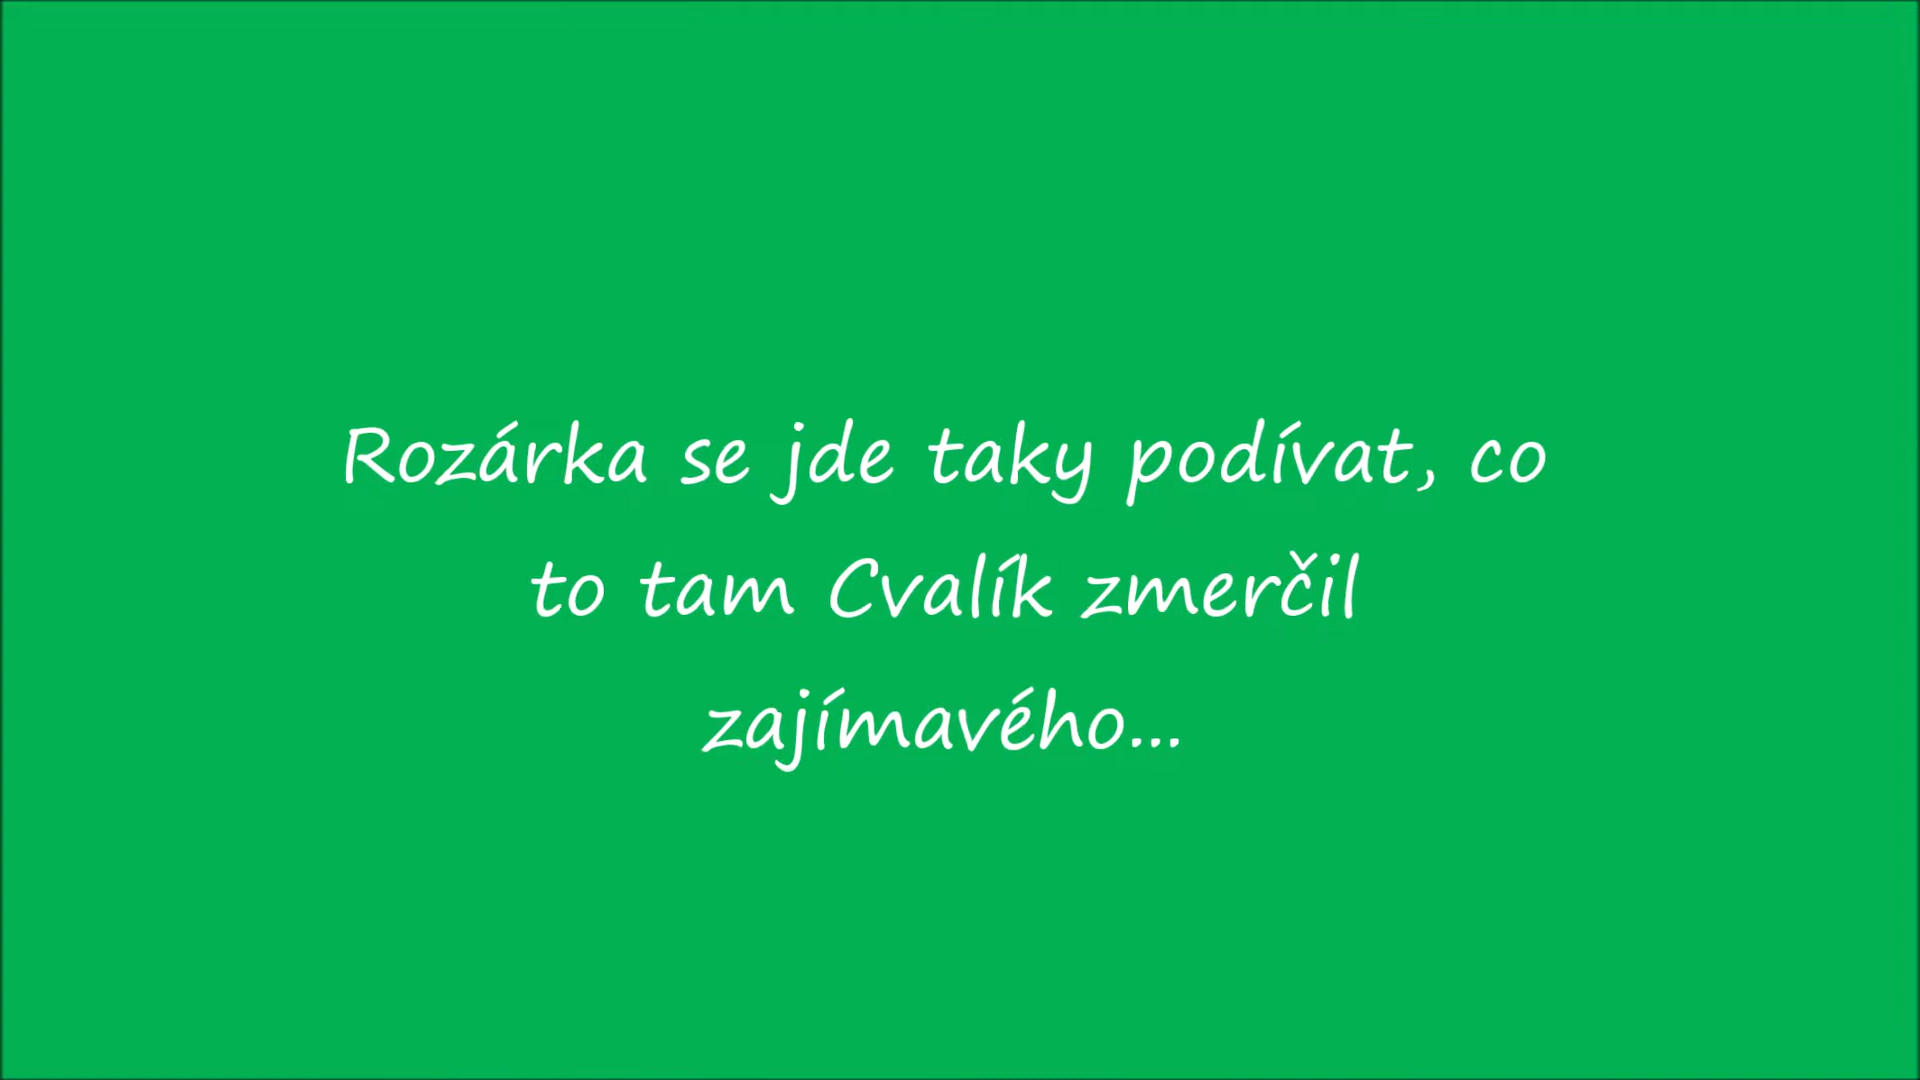 Rozárka se jde taky podívat, co
to tam Cvalík zmerčil
zajímavého...